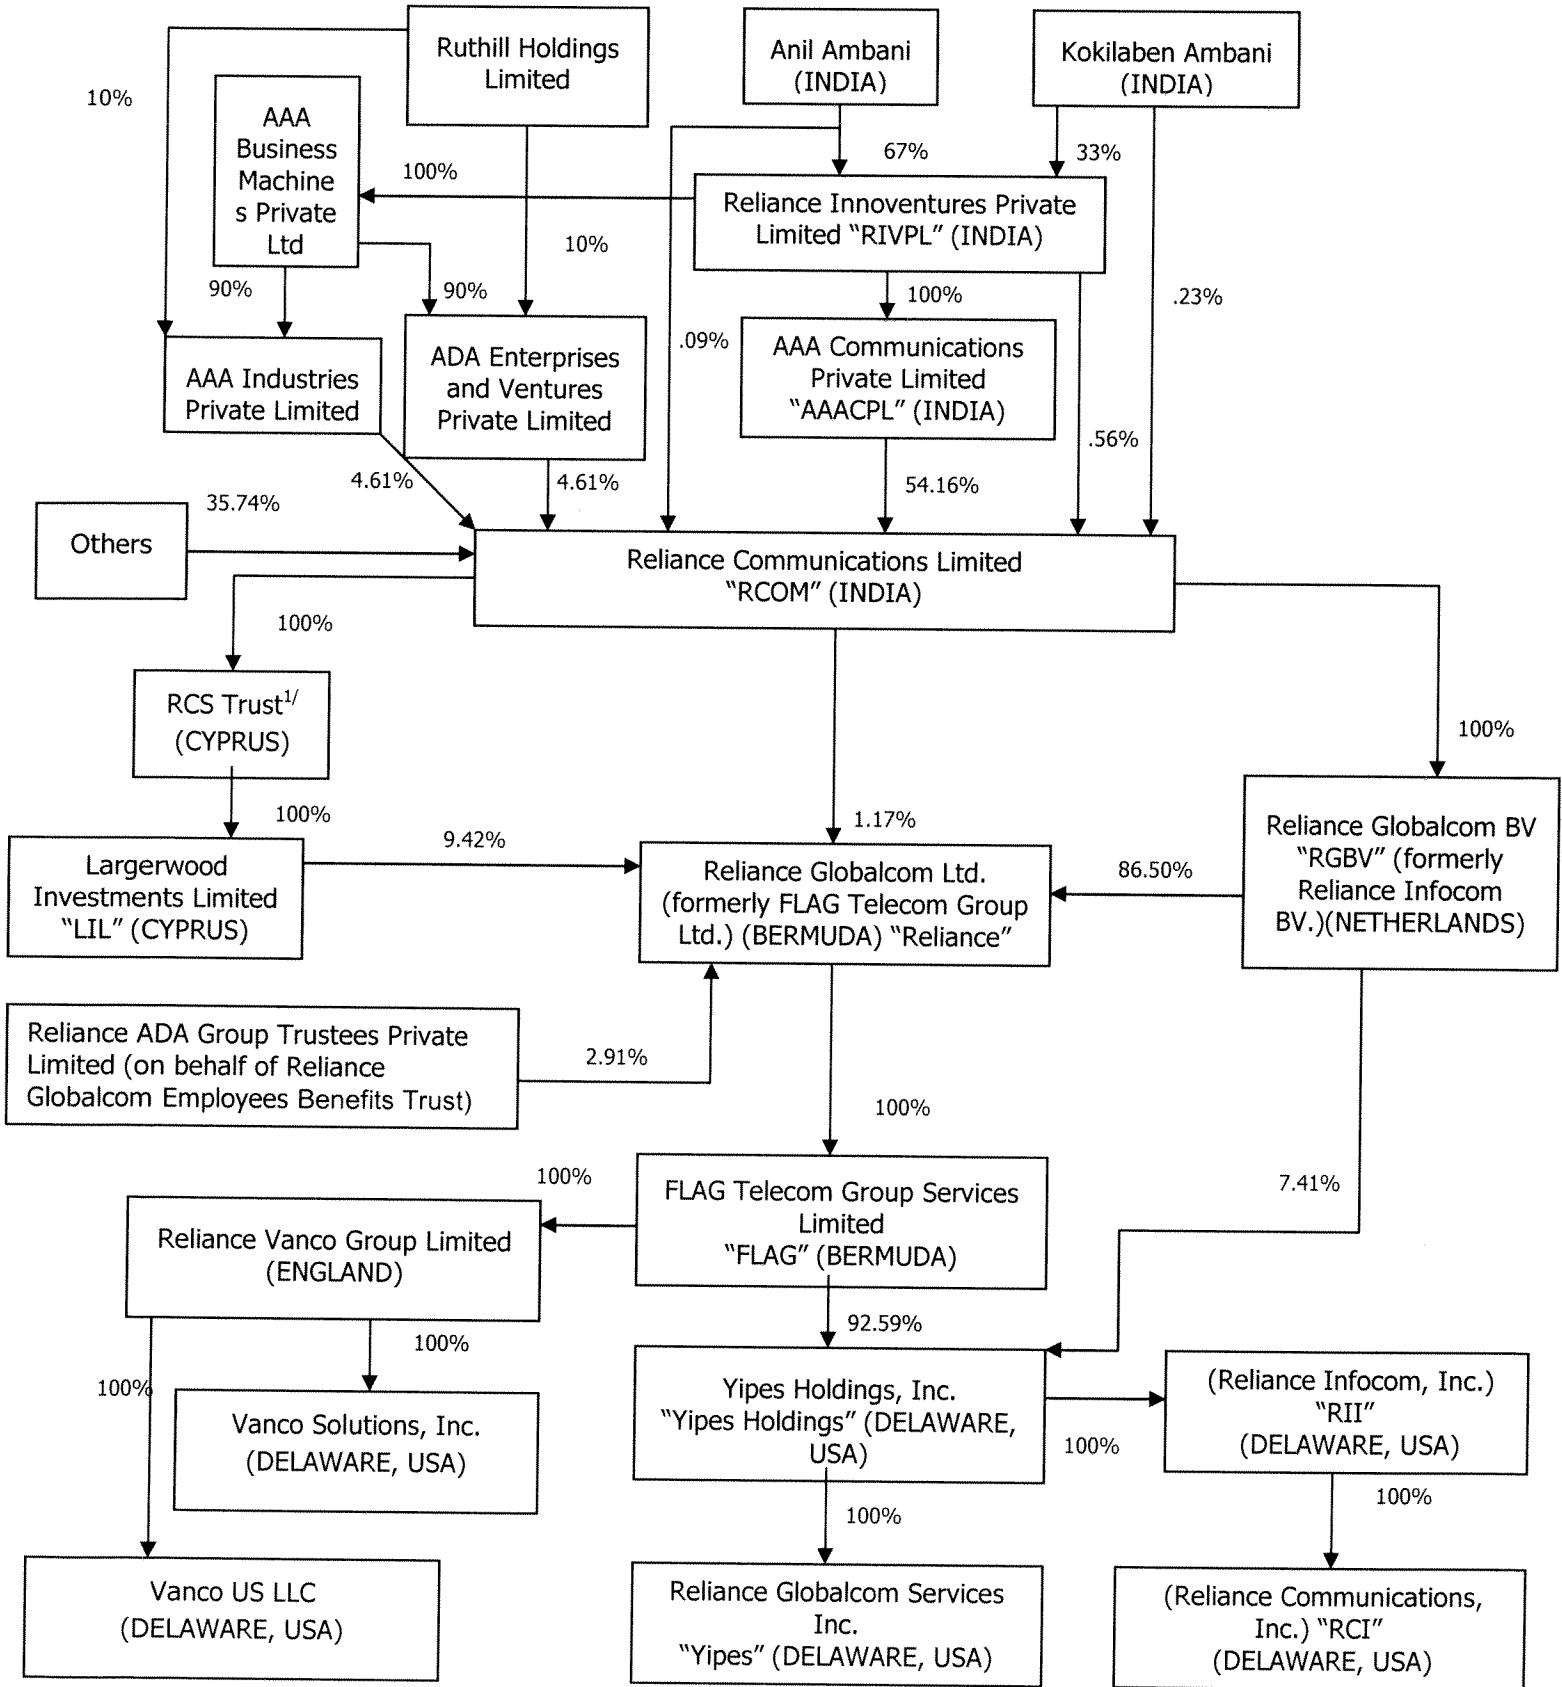 Ruthill Holdings
Limited
Anil Ambani
(INDIA)
Kokilaben Ambani
(INDIA)
10%
AAA
Business
Machine
s Private
Ltd
100%
67%
33%
Reliance Innoventures Private
Limited “RIVPL” (INDIA)
10%
90%
90%
100%
.23%
.09%
AAA Industries
Private Limited
ADA Enterprises
and Ventures
Private Limited
AAA Communications
Private Limited
“AAACPL” (INDIA)
.56%
4.61%
4.61%
54.16%
35.74%
Others
Reliance Communications Limited
“RCOM” (INDIA)
100%
RCS Trust1/
(CYPRUS)
100%
100%
1.17%
9.42%
Largerwood
Investments Limited
“LIL” (CYPRUS)
Reliance Globalcom Ltd.
(formerly FLAG Telecom Group
Ltd.) (BERMUDA) “Reliance”
86.50%
Reliance Globalcom BV
“RGBV” (formerly
Reliance Infocom
BV.)(NETHERLANDS)
Reliance ADA Group Trustees Private
Limited (on behalf of Reliance
Globalcom Employees Benefits Trust)
2.91%
100%
100%
FLAG Telecom Group Services
Limited
“FLAG” (BERMUDA)
7.41%
Reliance Vanco Group Limited
(ENGLAND)
92.59%
100%
100%
Vanco Solutions, Inc.
(DELAWARE, USA)
Yipes Holdings, Inc.
“Yipes Holdings” (DELAWARE,
USA)
100%
(Reliance Infocom, Inc.)
“RII”
(DELAWARE, USA)
100%
100%
Vanco US LLC
(DELAWARE, USA)
Reliance Globalcom Services
Inc.
“Yipes” (DELAWARE, USA)
(Reliance Communications,
Inc.) “RCI”
(DELAWARE, USA)